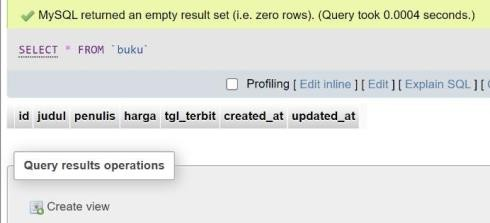 MySQL returned an empty result set (i.e. zero rows). (Query took 0.0004 seconds.)
SELECT * FROM `buku`
Profiling [ Edit inline ] [ Edit ] [ Explain SQL ] [
id judul penulis harga tgl_terbit created_at updated_at
Query results operations
Create view